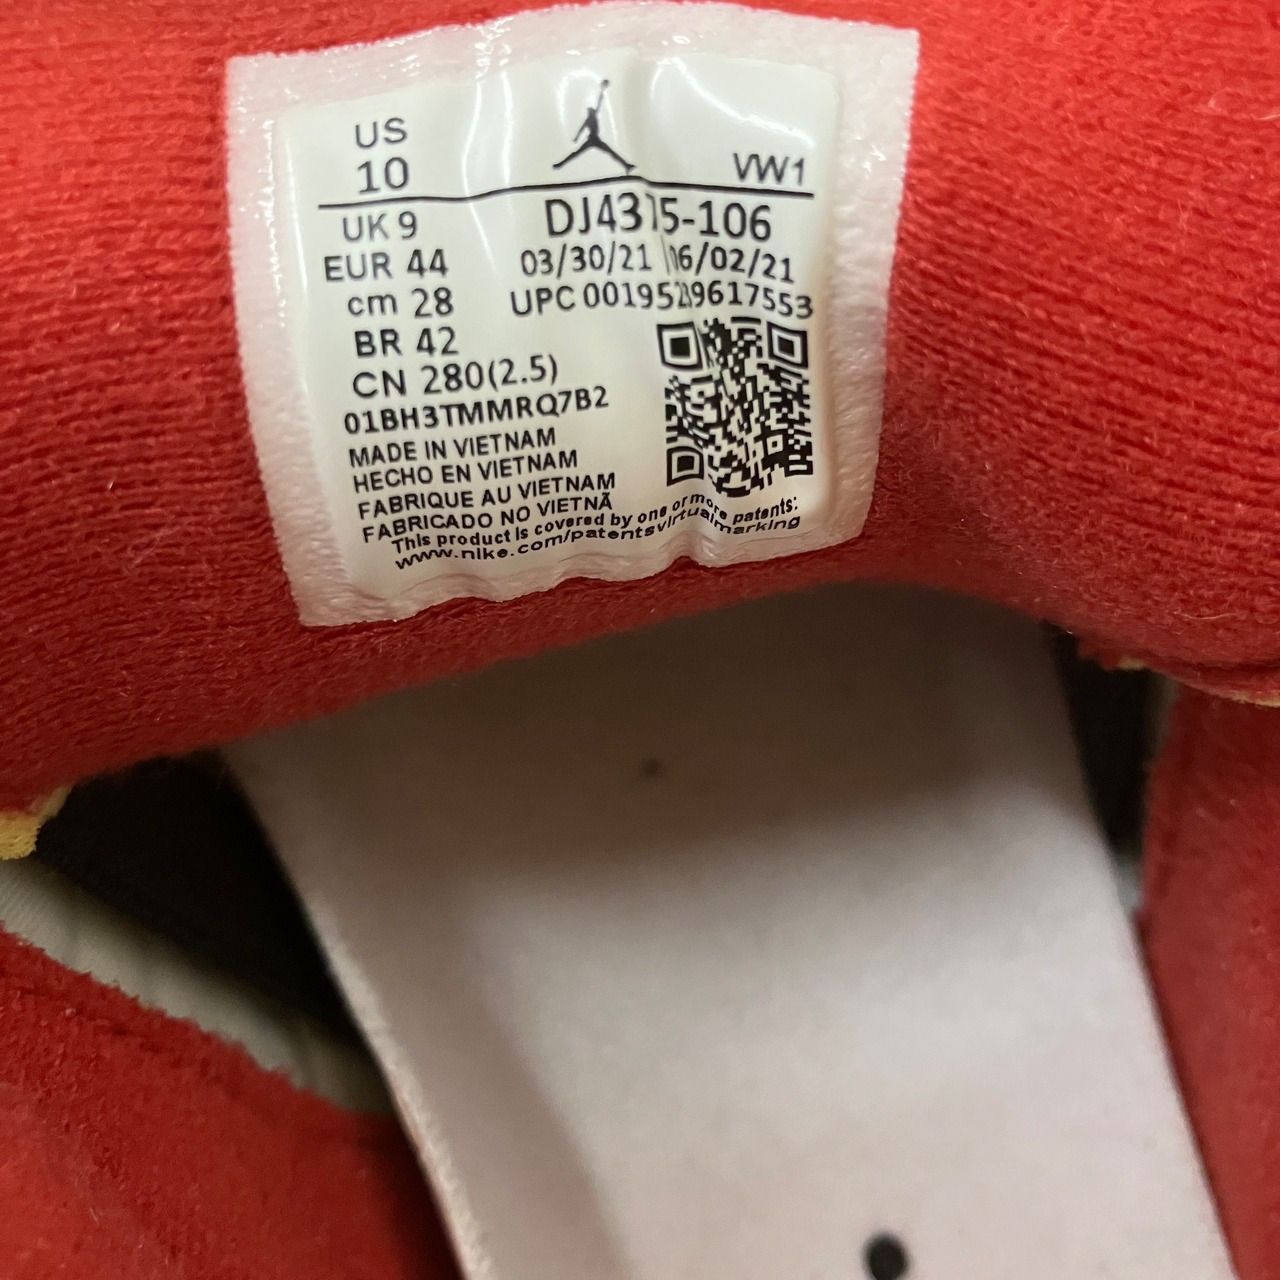 US
10
VW1
UK 9
DJ4375-106
EUR 44
03/30/21 06/02/21
cm 28
UPC 00195239617553
BR 42
CN 280(2.5)
01BH3TMMRQ7B2
MADE IN VIETNAM
HECHO EN VIETNAM
FABRIQUE AU VIETNAM
FABRICADO NO VIETNÃ
This product is covered by one or more patents:
www.nike.com/patentsvirtualmarking